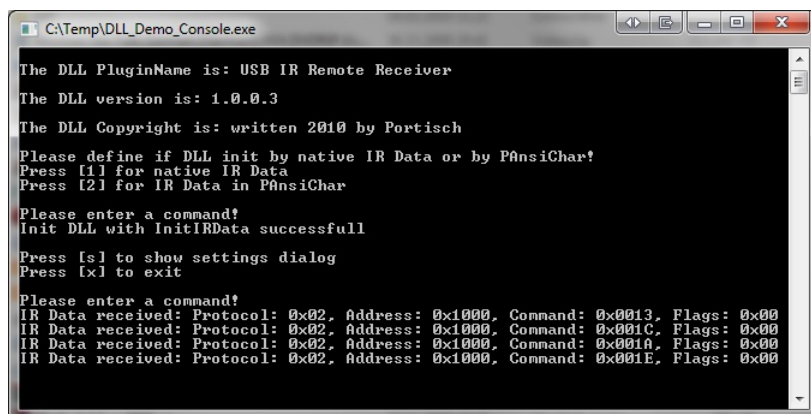 C:\Temp\DLL_Demo_Console.exe
The DLL PluginName is: USB IR Remote Receiver
The DLL version is: 1.0.0.3
The DLL Copyright is: written 2010 by Portisch
Please define if DLL init by native IR Data or by PAnsiChar!
Press [1] for native IR Data
Press [2] for IR Data in PAnsiChar
Please enter a command!
Init DLL with InitIRData successfull
Press [s] to show settings dialog
Press [x] to exit
Please enter a command!
IR Data received: Protocol: 0x02, Address: 0x1000, Command: 0x0013, Flags: 0x00
IR Data received: Protocol: 0x02, Address: 0x1000, Command: 0x001C, Flags: 0x00
IR Data received: Protocol: 0x02, Address: 0x1000, Command: 0x001A, Flags: 0x00
IR Data received: Protocol: 0x02, Address: 0x1000, Command: 0x001E, Flags: 0x00